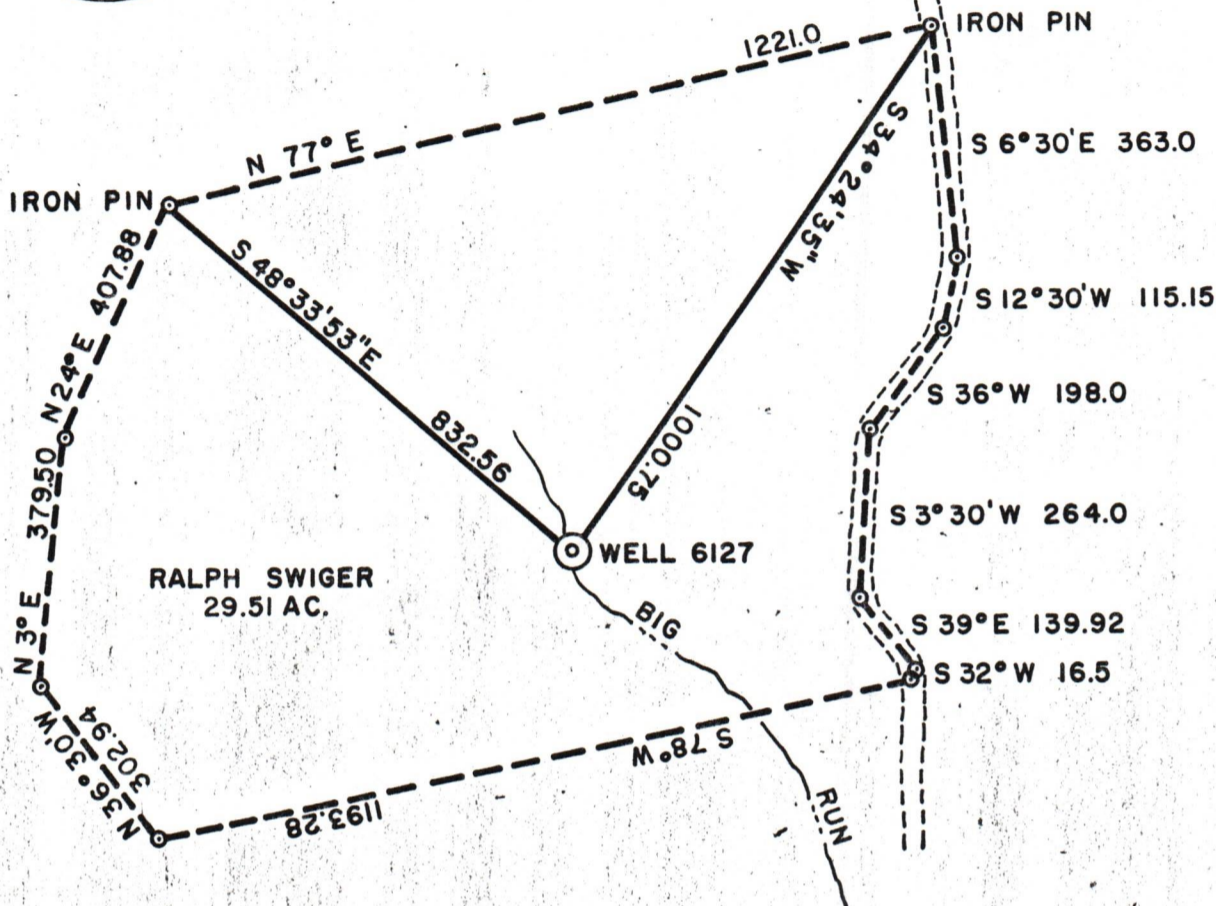 IRON PIN
1221.0
N 77° E
S 6°30'E 363.0
S34°24'35"W
1000.75
IRON PIN
N24°E 407.88
S 48°33'53"E
832.56
S 12°30'W 115.15
S 36°W 198.0
S 3°30'W 264.0
N 3°E 379.50
WELL 6127
RALPH SWIGER
29.51 AC.
BIG RUN
S 39°E 139.92
S 32°W 16.5
S 78°W
1193.28
N 36°30'W
302.94